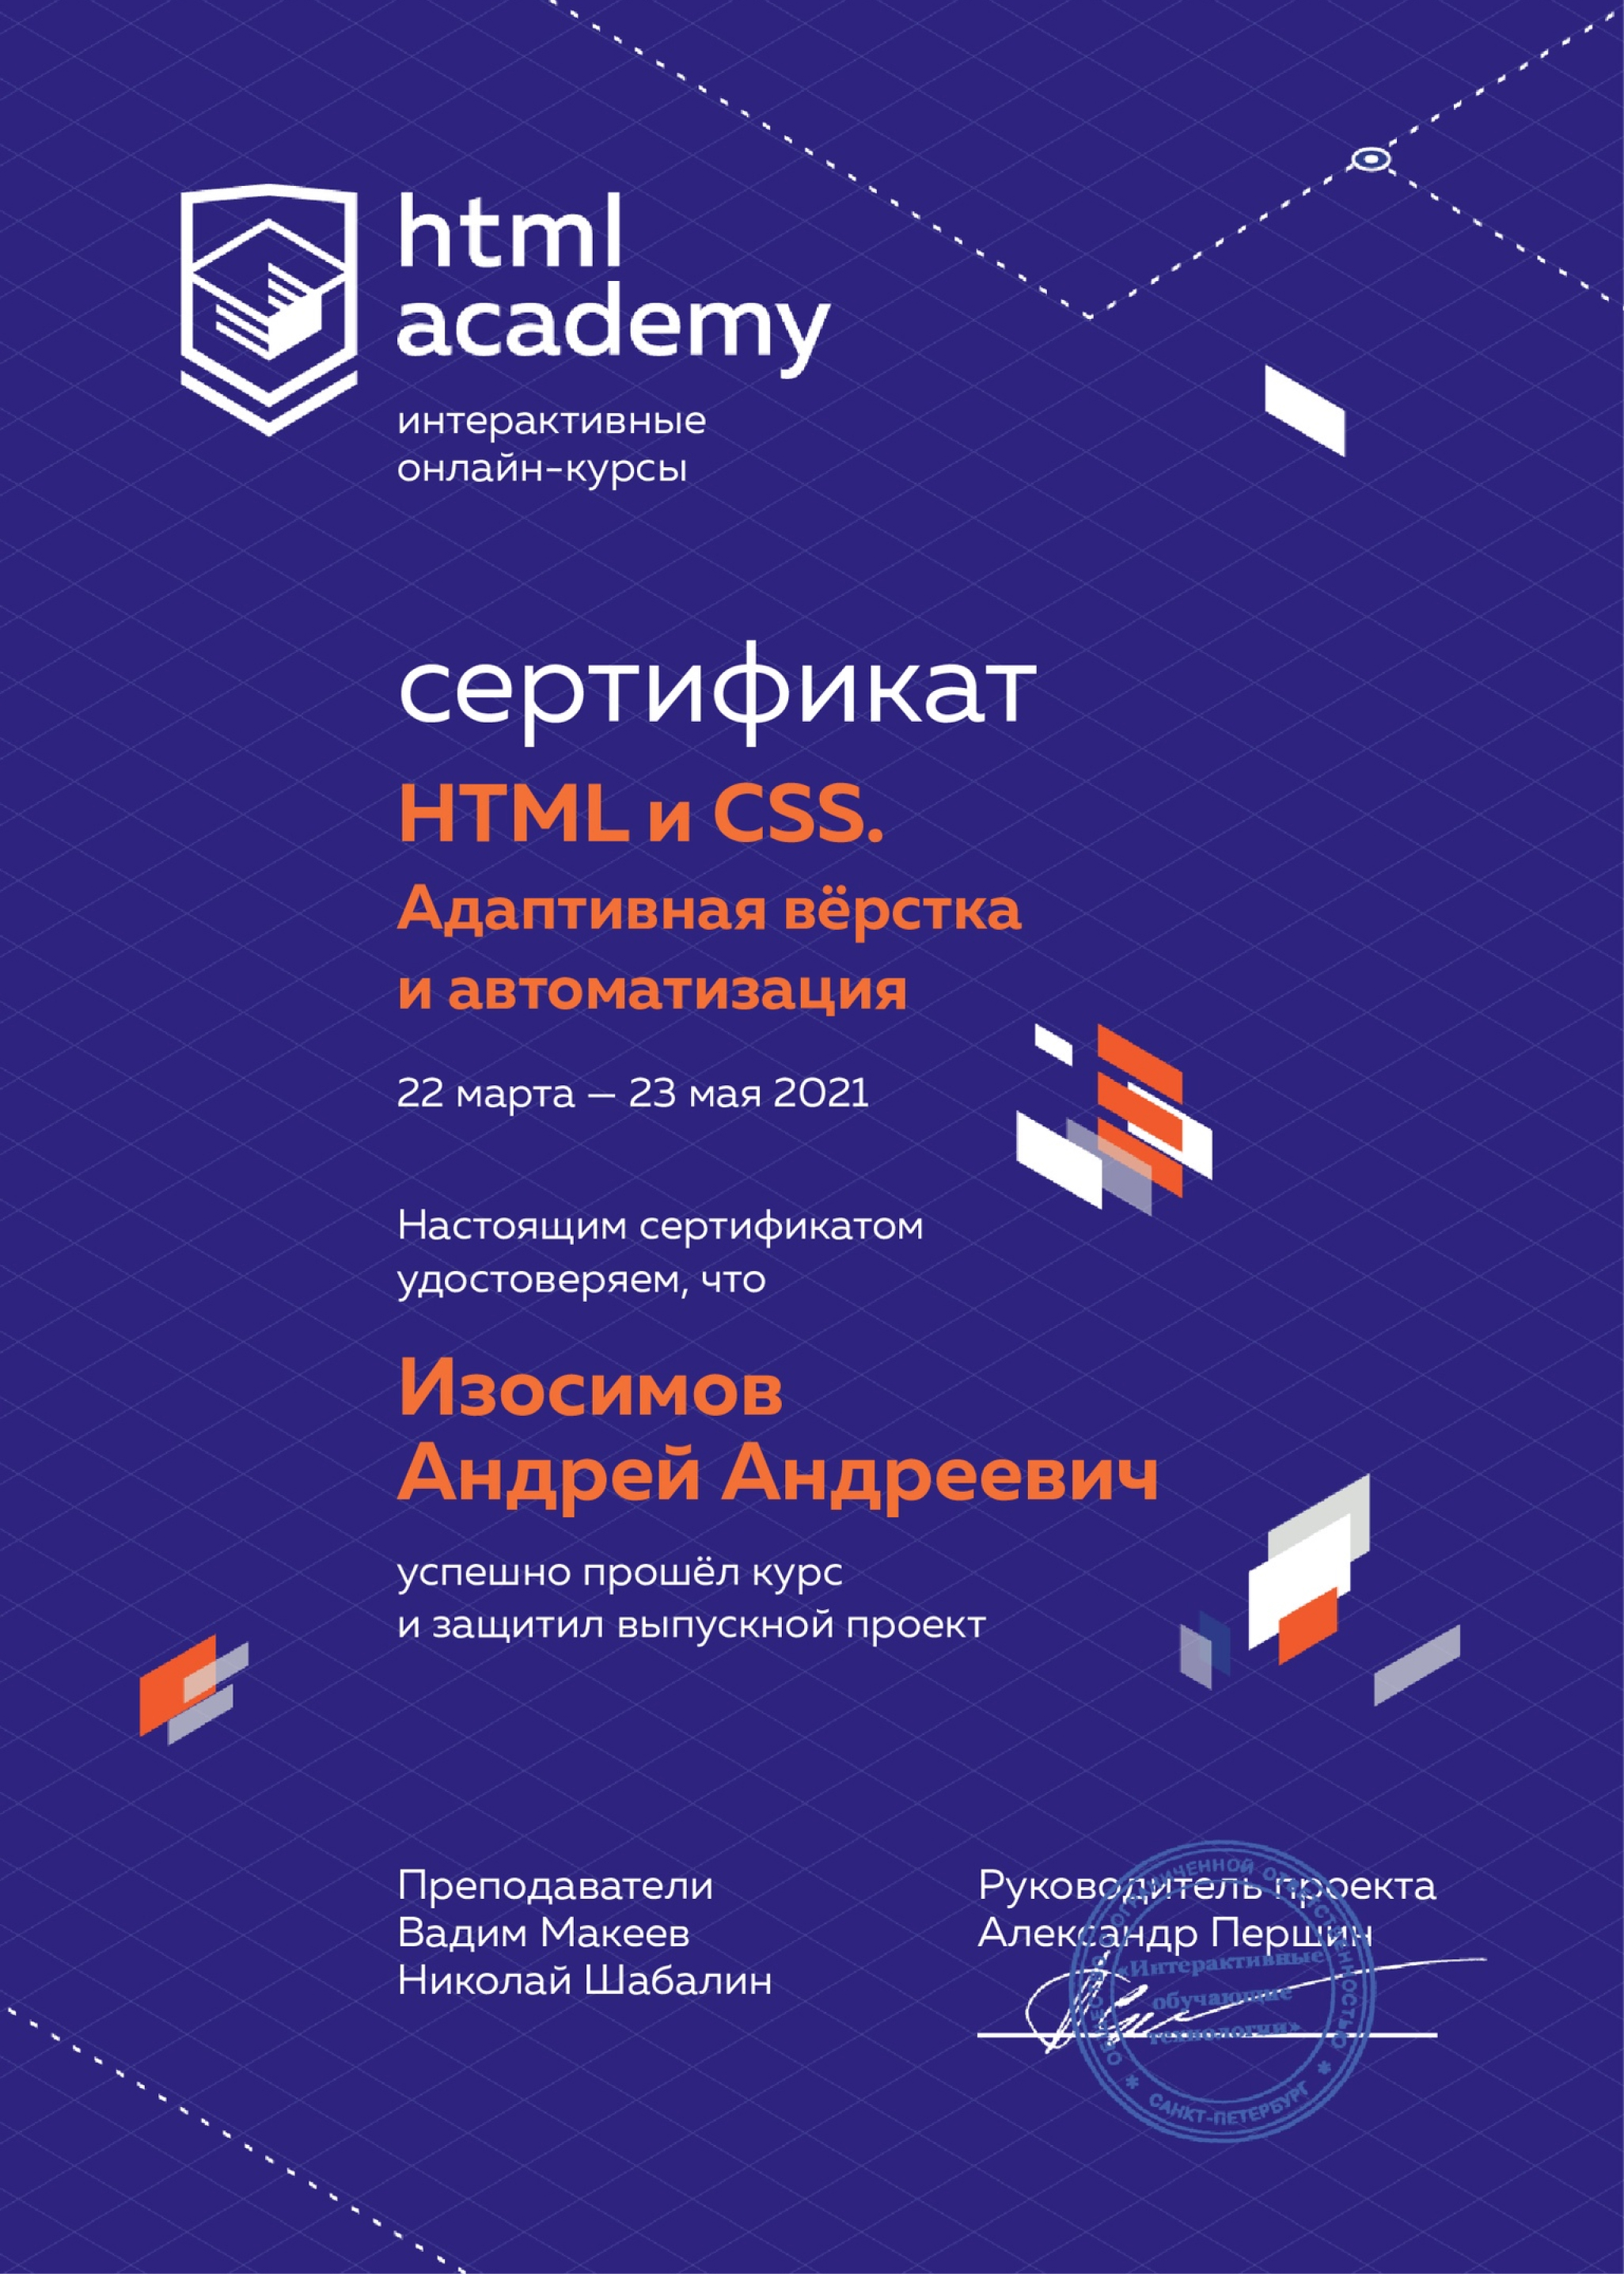 html
academy
интерактивные
онлайн-курсы
сертификат
HTML и CSS.
Адаптивная вёрстка
и автоматизация
22 марта — 23 мая 2021
Настоящим сертификатом
удостоверяем, что
Изосимов
Андрей Андреевич
успешно прошёл курс
и защитил выпускной проект
Преподаватели
Вадим Макеев
Николай Шабалин
Руководитель проекта
Александр Першин
ОГРАНИЧЕННОЙ ОТВЕТСТВЕННОСТЬЮ
«Интерактивные
обучающие
технологии»
САНКТ-ПЕТЕРБУРГ